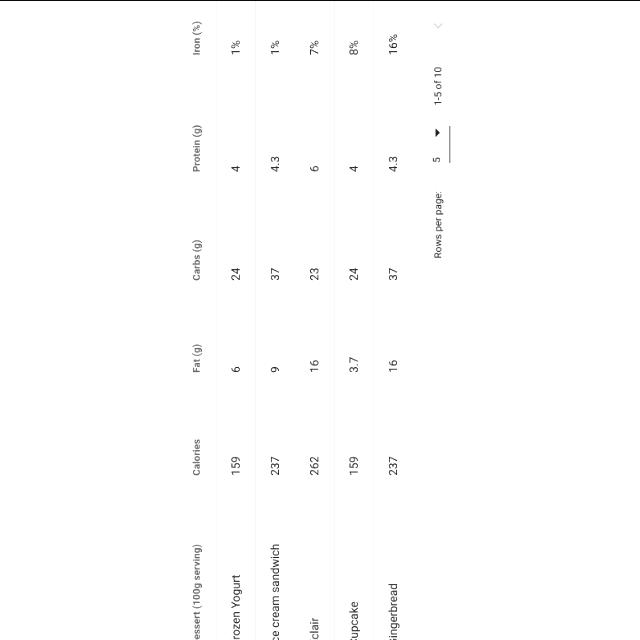 essert (100g serving) Calories Fat (g) Carbs (g) Protein (g) Iron (%)
rozen Yogurt 159 6 24 4 1%
ce cream sandwich 237 9 37 4.3 1%
clair 262 16 23 6 7%
upcake 159 3.7 24 4 8%
ingerbread 237 16 37 4.3 16%
Rows per page: 5 1-5 of 10